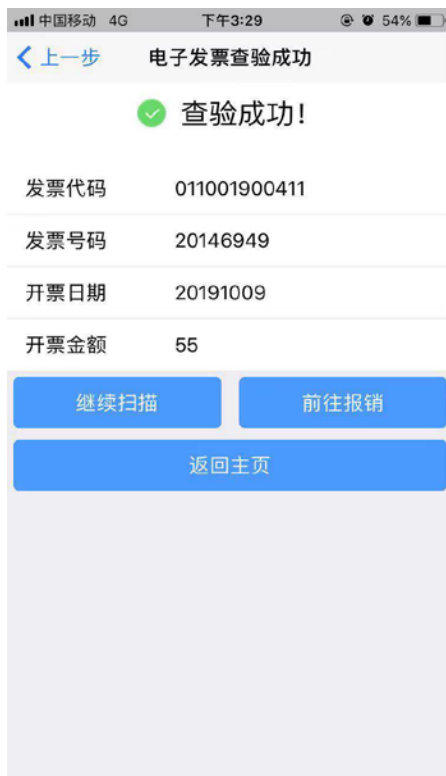 中国移动 4G 下午3:29 54%
上一步 电子发票查验成功
查验成功!
发票代码 011001900411
发票号码 20146949
开票日期 20191009
开票金额 55
继续扫描 前往报销
返回主页